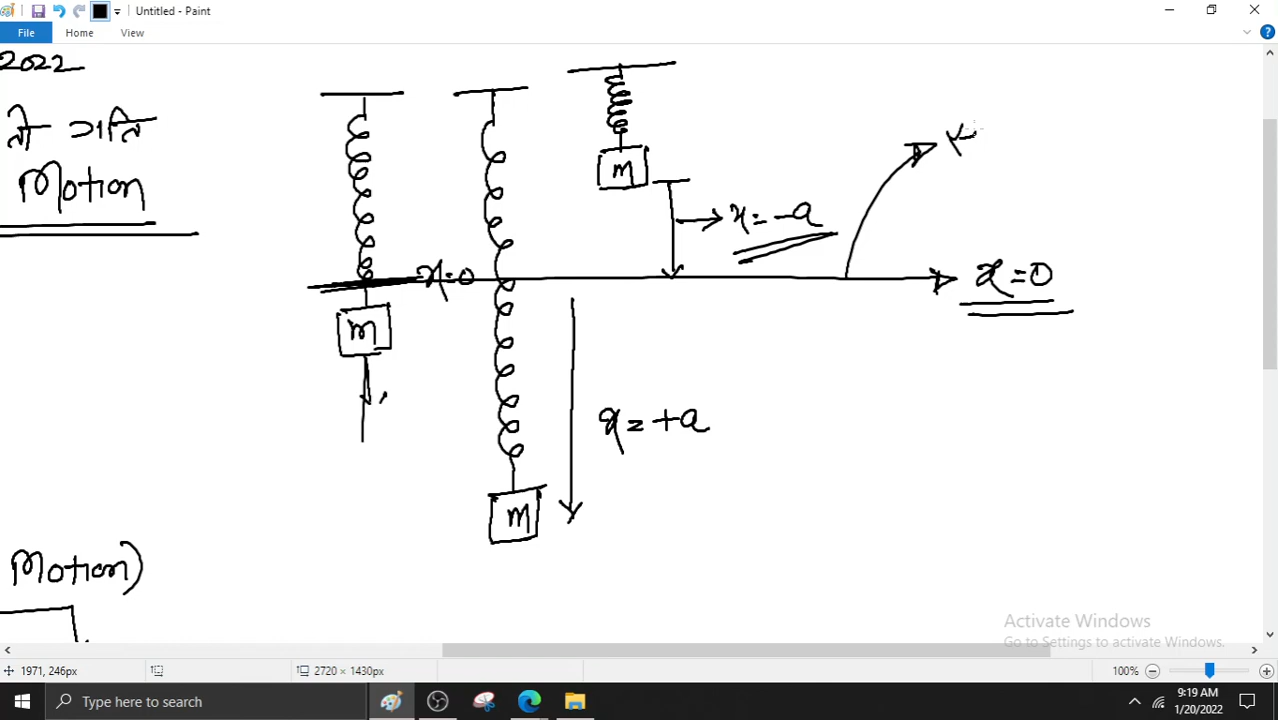 Untitled - Paint
File Home View
2022
ती गति
Motion
m
x = -a
x=0
x=0
m
x = +a
m
Motion)
Activate Windows
Go to Settings to activate Windows.
1971, 246px
2720 × 1430px
100%
Type here to search
9:19 AM
1/20/2022